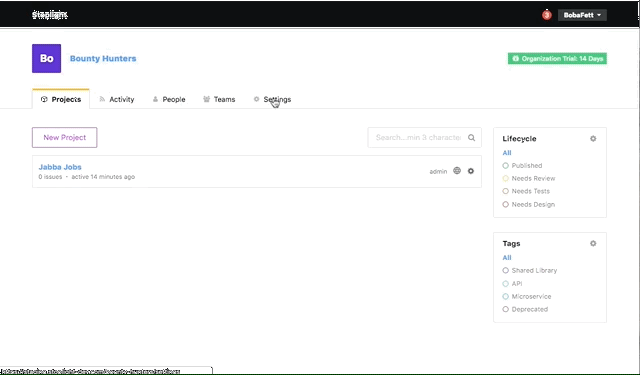 Stoplight.
3
BobaFett
Bo
Bounty Hunters
Organization Trial: 14 Days
Projects
Activity
People
Teams
Settings
New Project
Search...min 3 character
Jabba Jobs
0 issues • active 14 minutes ago
admin
Lifecycle
All
Published
Needs Review
Needs Tests
Needs Design
Tags
All
Shared Library
API
Microservice
Deprecated